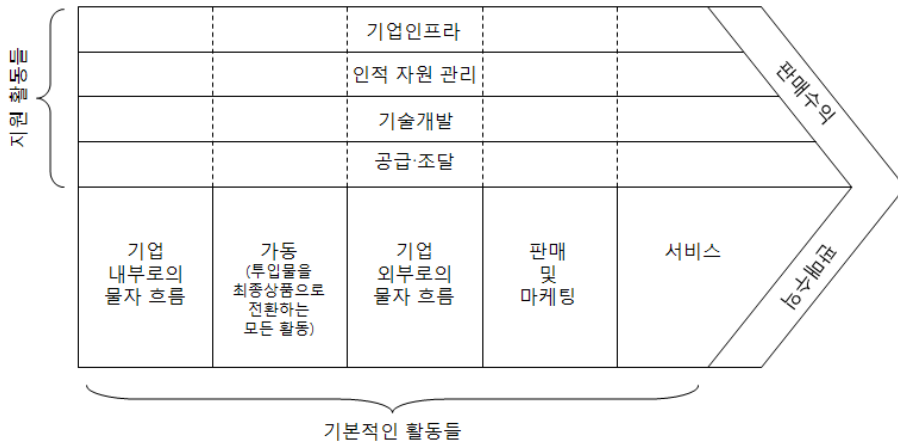 지원 활동들
기업인프라
인적 자원 관리
기술개발
공급·조달
판매수익
기업
내부로의
물자 흐름
가동
(투입물을
최종상품으로
전환하는
모든 활동)
기업
외부로의
물자 흐름
판매
및
마케팅
서비스
판매수익
기본적인 활동들